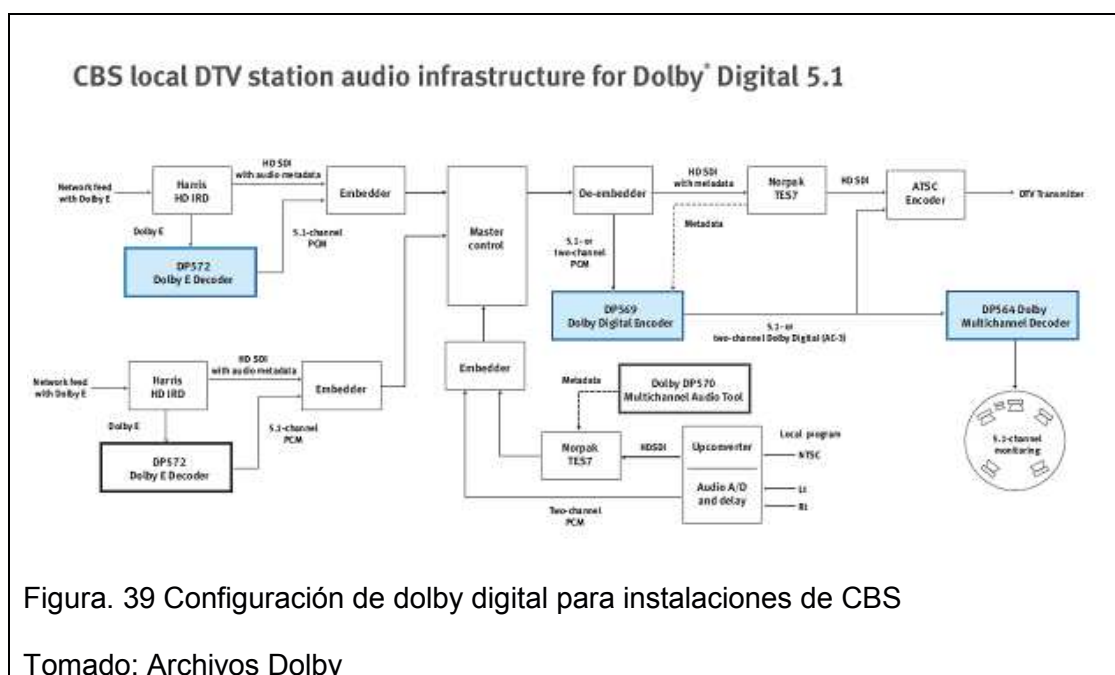 CBS local DTV station audio infrastructure for Dolby® Digital 5.1
Network feed
with Dolby E
Harris
HD IRD
HD SDI
with audio metadata
Embedder
Dolby E
5.1-channel
PCM
DP572
Dolby E Decoder
Master
control
De-embedder
HD SDI
with metadata
Norpak
TES7
HD SDI
ATSC
Encoder
DTV Transmitter
Metadata
5.1- or
two-channel
PCM
DP569
Dolby Digital Encoder
5.1- or
two-channel Dolby Digital (AC-3)
DP564 Dolby
Multichannel Decoder
5.1-channel
monitoring
Network feed
with Dolby E
Harris
HD IRD
HD SDI
with audio metadata
Embedder
Dolby E
5.1-channel
PCM
DP572
Dolby E Decoder
Embedder
Metadata
Dolby DP570
Multichannel Audio Tool
Norpak
TES7
HDSDI
Upconverter
Local program
NTSC
Audio A/D
and delay
Lt
Rt
Two-channel
PCM
Figura. 39 Configuración de dolby digital para instalaciones de CBS
Tomado: Archivos Dolby